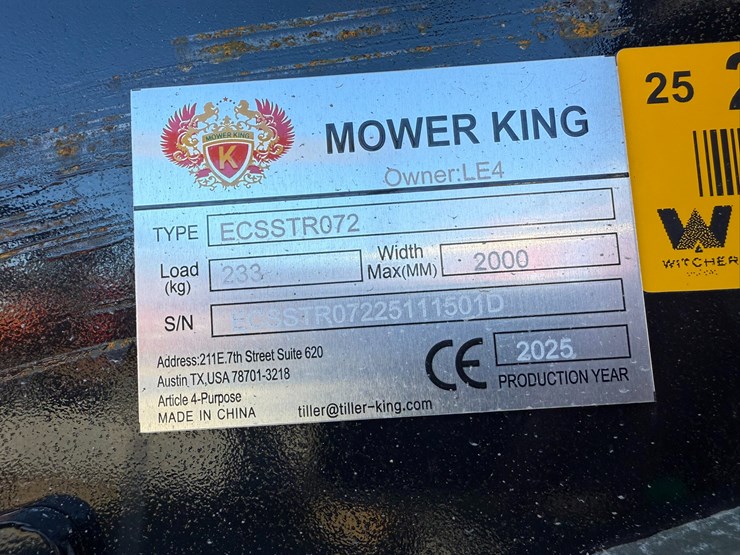 MOWER KING
K
MOWER KING
Owner:LE4
TYPE ECSSTR072
Load (kg) 233
Width Max(MM) 2000
S/N ECSSTR07225111501D
Address:211E.7th Street Suite 620
Austin TX,USA 78701-3218
Article 4-Purpose
MADE IN CHINA
tiller@tiller-king.com
CE
2025
PRODUCTION YEAR
25
W
WITCHER